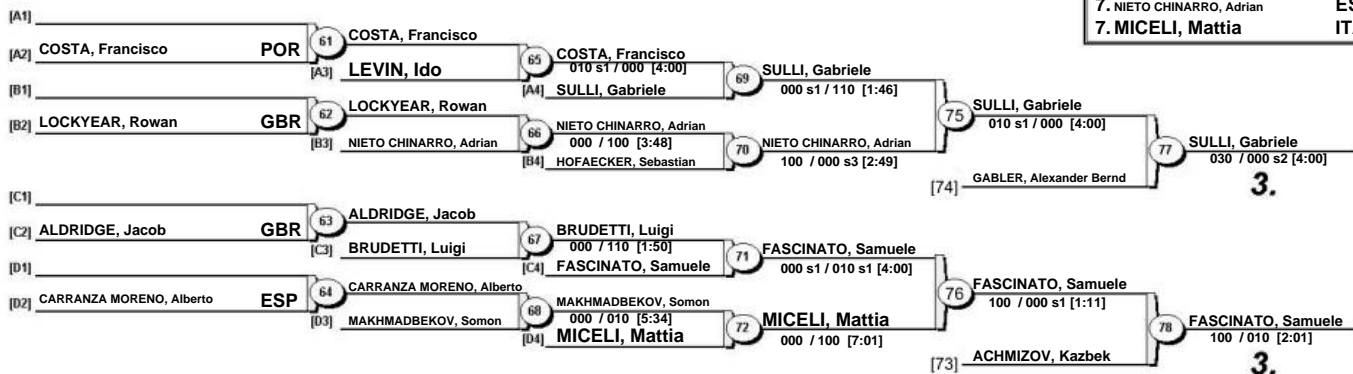 7. NIETO CHINARRO, Adrian
7. MICELI, Mattia
[A1]
[A2] COSTA, Francisco POR
61
COSTA, Francisco
[A3] LEVIN, Ido
65
COSTA, Francisco
010 s1 / 000 [4:00]
[A4] SULLI, Gabriele
69
SULLI, Gabriele
000 s1 / 110 [1:46]
[B1]
[B2] LOCKYEAR, Rowan GBR
62
LOCKYEAR, Rowan
[B3] NIETO CHINARRO, Adrian
66
NIETO CHINARRO, Adrian
000 / 100 [3:48]
[B4] HOFAECKER, Sebastian
70
NIETO CHINARRO, Adrian
100 / 000 s3 [2:49]
75
SULLI, Gabriele
010 s1 / 000 [4:00]
[74] GABLER, Alexander Bernd
77
SULLI, Gabriele
030 / 000 s2 [4:00]
3.
[C1]
[C2] ALDRIDGE, Jacob GBR
63
ALDRIDGE, Jacob
[C3] BRUDETTI, Luigi
67
BRUDETTI, Luigi
000 / 110 [1:50]
[C4] FASCINATO, Samuele
71
FASCINATO, Samuele
000 s1 / 010 s1 [4:00]
[D1]
[D2] CARRANZA MORENO, Alberto ESP
64
CARRANZA MORENO, Alberto
[D3] MAKHMADBEKOV, Somon
68
MAKHMADBEKOV, Somon
000 / 010 [5:34]
[D4] MICELI, Mattia
72
MICELI, Mattia
000 / 100 [7:01]
76
FASCINATO, Samuele
100 / 000 s1 [1:11]
[73] ACHMIZOV, Kazbek
78
FASCINATO, Samuele
100 / 010 [2:01]
3.